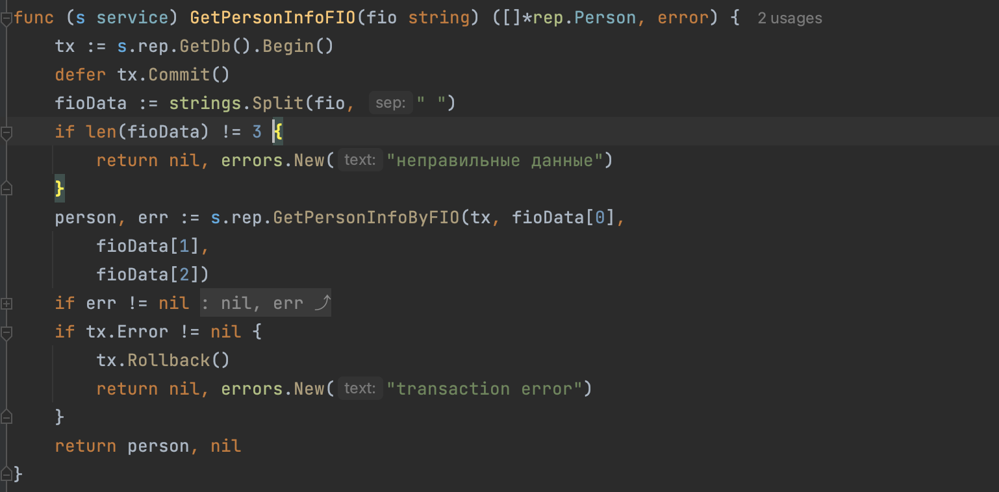 func (s service) GetPersonInfoFIO(fio string) ([]*rep.Person, error) { 2 usages
tx := s.rep.GetDb().Begin()
defer tx.Commit()
fioData := strings.Split(fio, sep: " ")
if len(fioData) != 3 {
return nil, errors.New( text: "неправильные данные")
}
person, err := s.rep.GetPersonInfoByFIO(tx, fioData[0],
fioData[1],
fioData[2])
if err != nil : nil, err ⤴
if tx.Error != nil {
tx.Rollback()
return nil, errors.New( text: "transaction error")
}
return person, nil
}